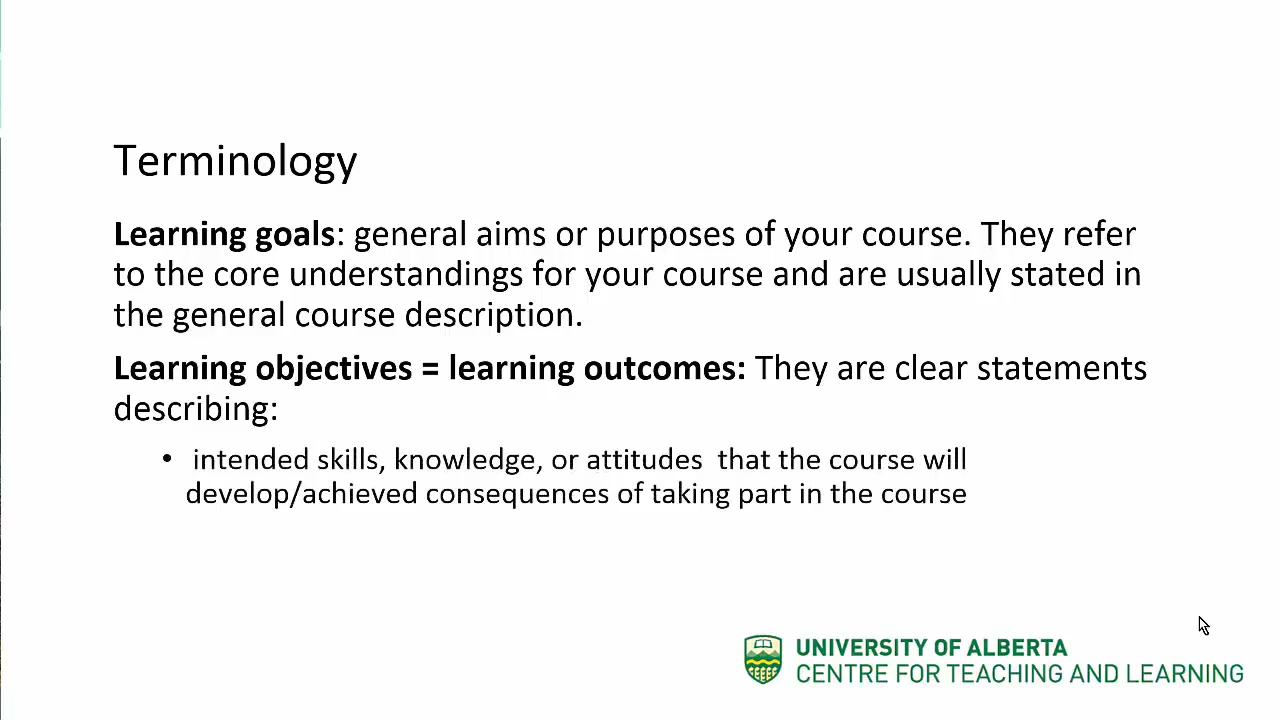 Terminology
Learning goals: general aims or purposes of your course. They refer
to the core understandings for your course and are usually stated in
the general course description.
Learning objectives = learning outcomes: They are clear statements
describing:
• intended skills, knowledge, or attitudes  that the course will
develop/achieved consequences of taking part in the course
UNIVERSITY OF ALBERTA
CENTRE FOR TEACHING AND LEARNING